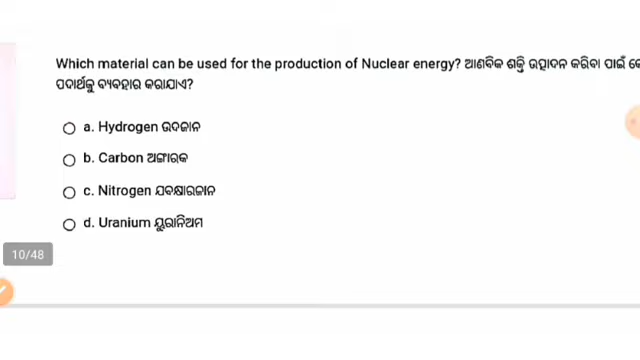 Which material can be used for the production of Nuclear energy? ଆଣବିକ ଶକ୍ତି ଉତ୍ପାଦନ କରିବା ପାଇଁ
ପଦାର୍ଥକୁ ବ୍ୟବହାର କରାଯାଏ?
a. Hydrogen ଉଦଜାନ
b. Carbon ଅଙ୍ଗାରକ
c. Nitrogen ଯବକ୍ଷାରଜାନ
d. Uranium ୟୁରାନିଅମ
10/48